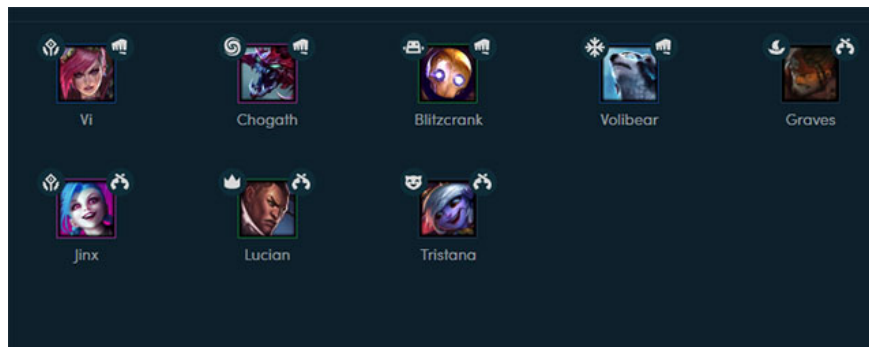 Vi
Chogath
Blitzcrank
Volibear
Graves
Jinx
Lucian
Tristana